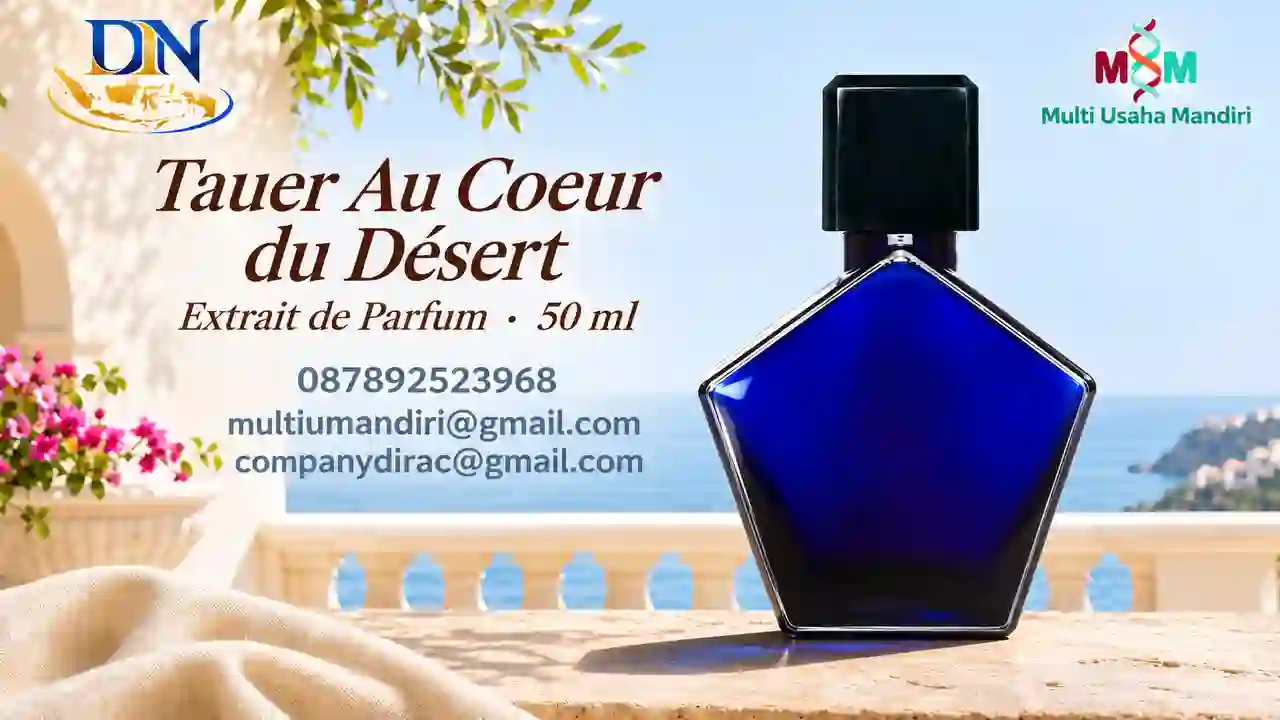 DN
MSM
Multi Usaha Mandiri
Tauer Au Coeur
du Désert
Extrait de Parfum • 50 ml
087892523968
multiumandiri@gmail.com
companydirac@gmail.com